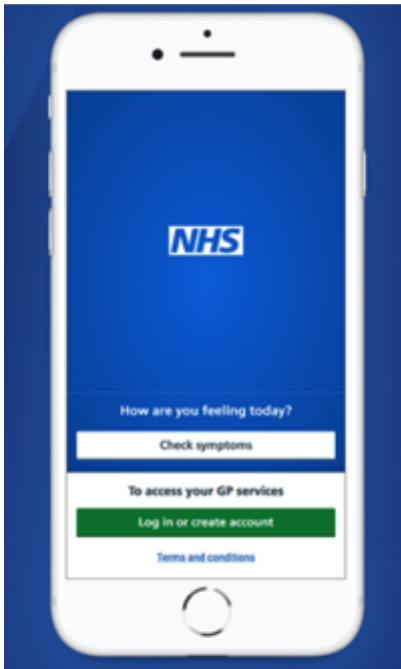 NHS
How are you feeling today?
Check symptoms
To access your GP services
Log in or create account
Terms and conditions